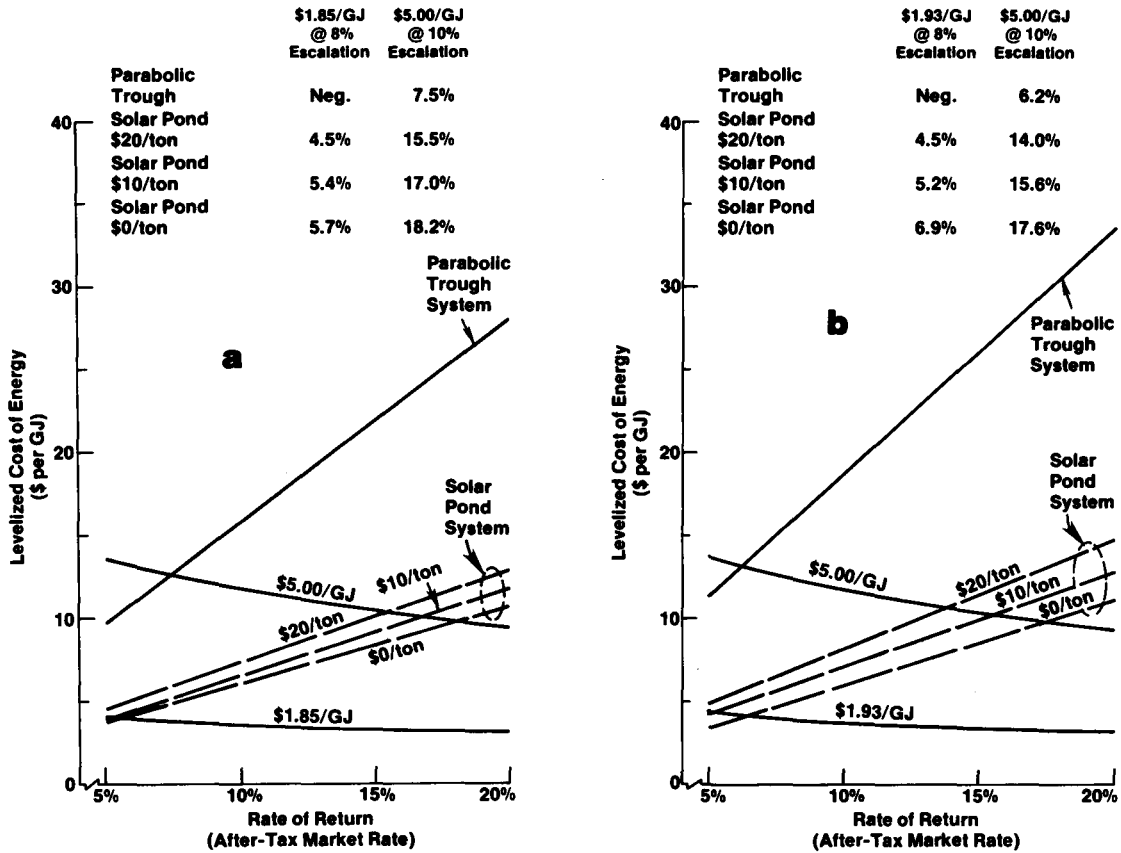 $1.85/GJ $5.00/GJ
@ 8% @ 10%
Escalation Escalation
Parabolic
Trough Neg. 7.5%
Solar Pond
$20/ton 4.5% 15.5%
Solar Pond
$10/ton 5.4% 17.0%
Solar Pond
$0/ton 5.7% 18.2%
40
30
20
10
0
Levelized Cost of Energy
($ per GJ)
Parabolic
Trough
System
a
Solar
Pond
System
$5.00/GJ
$10/ton
$20/ton
$0/ton
$1.85/GJ
5% 10% 15% 20%
Rate of Return
(After-Tax Market Rate)
$1.93/GJ $5.00/GJ
@ 8% @ 10%
Escalation Escalation
Parabolic
Trough Neg. 6.2%
Solar Pond
$20/ton 4.5% 14.0%
Solar Pond
$10/ton 5.2% 15.6%
Solar Pond
$0/ton 6.9% 17.6%
40
30
20
10
0
Levelized Cost of Energy
($ per GJ)
b
Parabolic
Trough
System
Solar
Pond
System
$5.00/GJ
$20/ton
$10/ton
$0/ton
$1.93/GJ
5% 10% 15% 20%
Rate of Return
(After-Tax Market Rate)